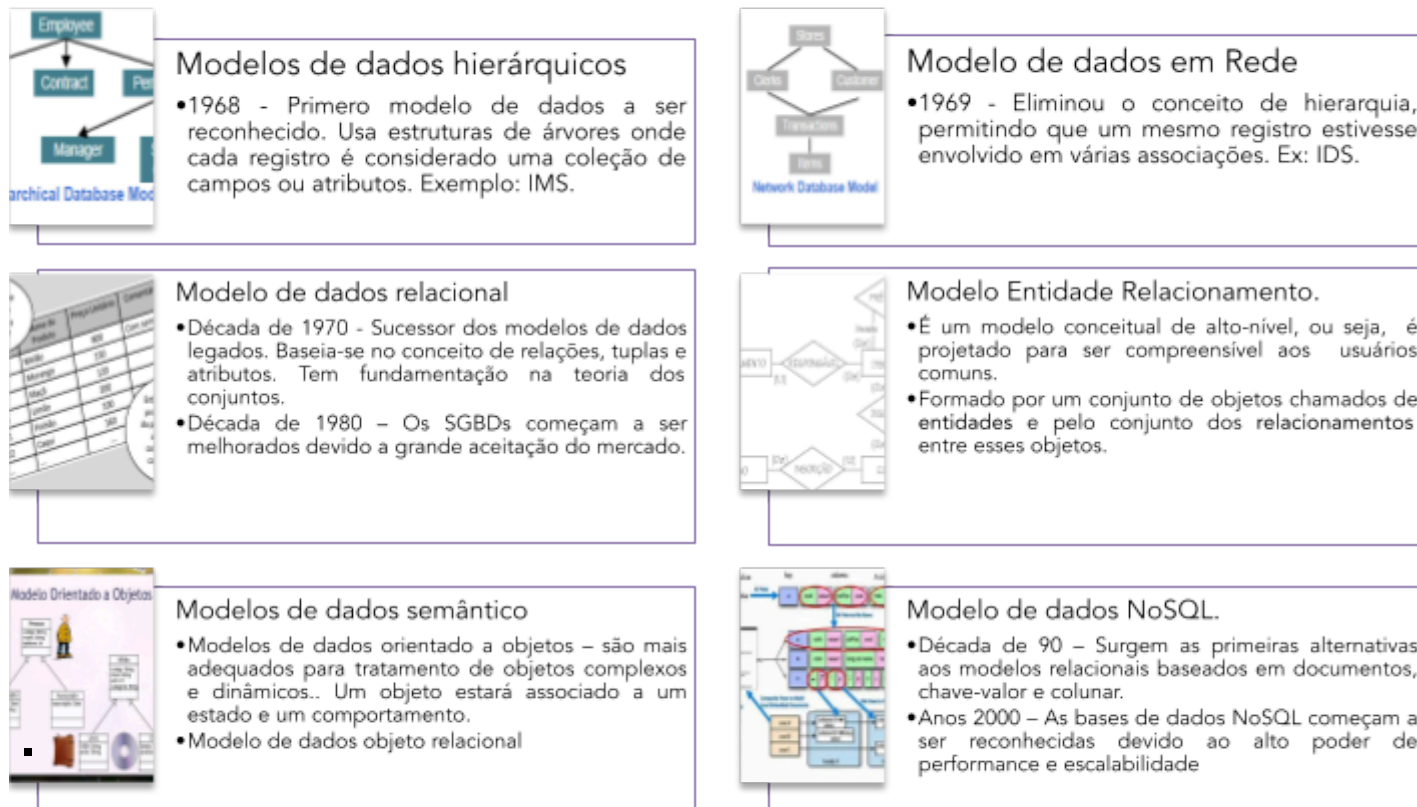 Employee
Contract
Manager
Modelos de dados hierárquicos
•1968 - Primero modelo de dados a ser
reconhecido. Usa estruturas de árvores onde
cada registro é considerado uma coleção de
campos ou atributos. Exemplo: IMS.
archical Database Mod
Stores
Clerks Customer
Transactions
Items
Network Database Model
Modelo de dados em Rede
•1969 - Eliminou o conceito de hierarquia,
permitindo que um mesmo registro estivesse
envolvido em várias associações. Ex: IDS.
Modelo de dados relacional
•Década de 1970 - Sucessor dos modelos de dados
legados. Baseia-se no conceito de relações, tuplas e
atributos. Tem fundamentação na teoria dos
conjuntos.
•Década de 1980 – Os SGBDs começam a ser
melhorados devido a grande aceitação do mercado.
Modelo Entidade Relacionamento.
•É um modelo conceitual de alto-nível, ou seja, é
projetado para ser compreensível aos usuários
comuns.
•Formado por um conjunto de objetos chamados de
entidades e pelo conjunto dos relacionamentos
entre esses objetos.
Modelo Orientado a Objetos
Modelos de dados semântico
•Modelos de dados orientado a objetos – são mais
adequados para tratamento de objetos complexos
e dinâmicos.. Um objeto estará associado a um
estado e um comportamento.
•Modelo de dados objeto relacional
Modelo de dados NoSQL.
•Década de 90 – Surgem as primeiras alternativas
aos modelos relacionais baseados em documentos,
chave-valor e colunar.
•Anos 2000 – As bases de dados NoSQL começam a
ser reconhecidas devido ao alto poder de
performance e escalabilidade